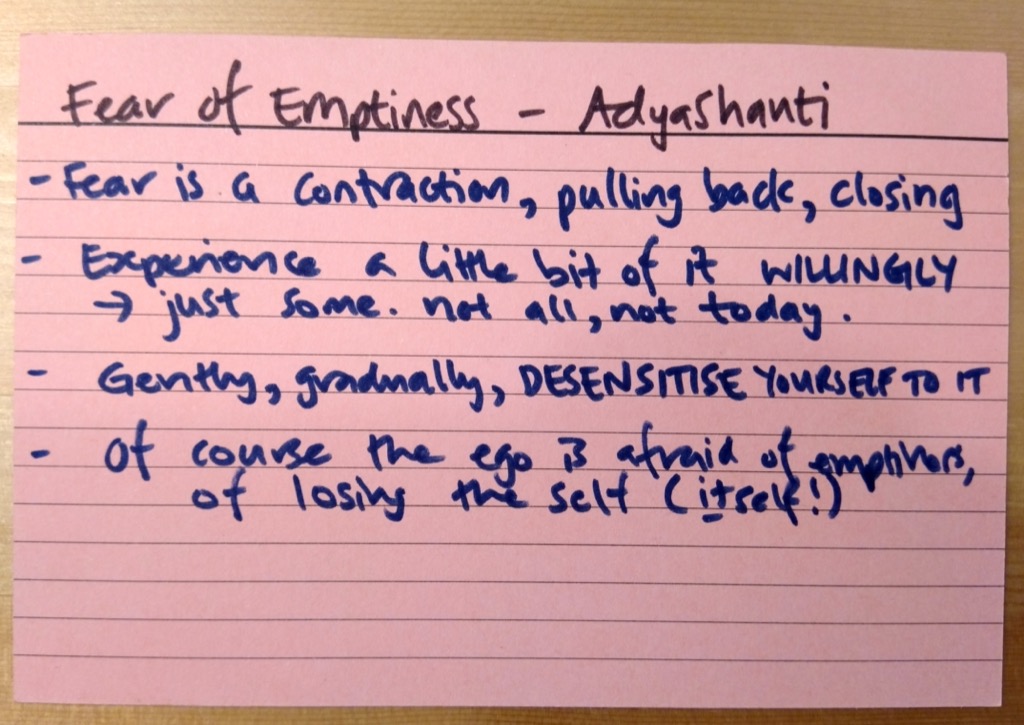 Fear of Emptiness - Adyashanti
- Fear is a contraction, pulling back, closing
- Experience a little bit of it WILLINGLY
→ just some. not all, not today.
- Gently, gradually, DESENSITISE YOURSELF TO IT
- Of course the ego is afraid of emptiness,
of losing the self (itself!)